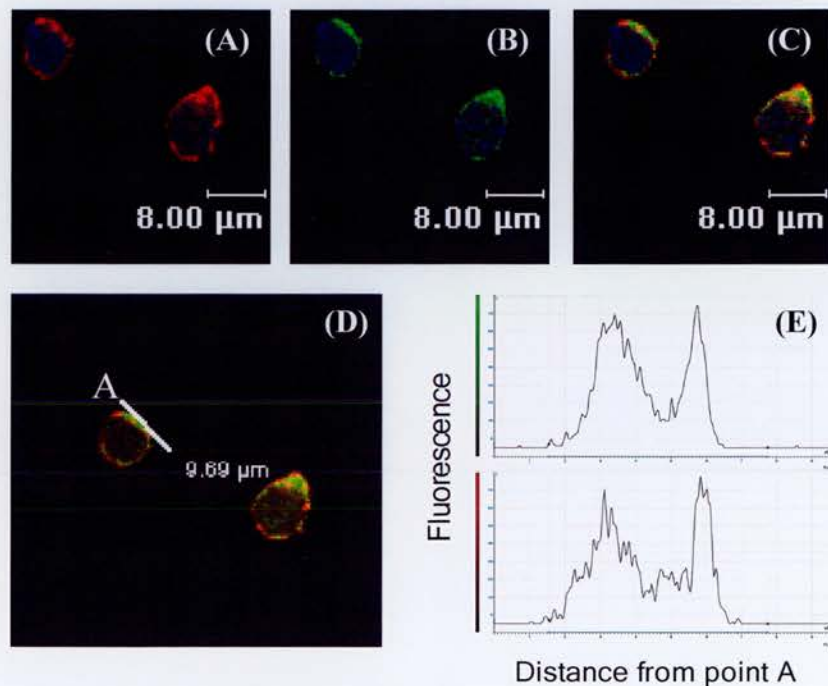 (A)
(B)
(C)
8.00 µm
8.00 µm
8.00 µm
(D)
A
9.69 µm
(E)
Fluorescence
Distance from point A